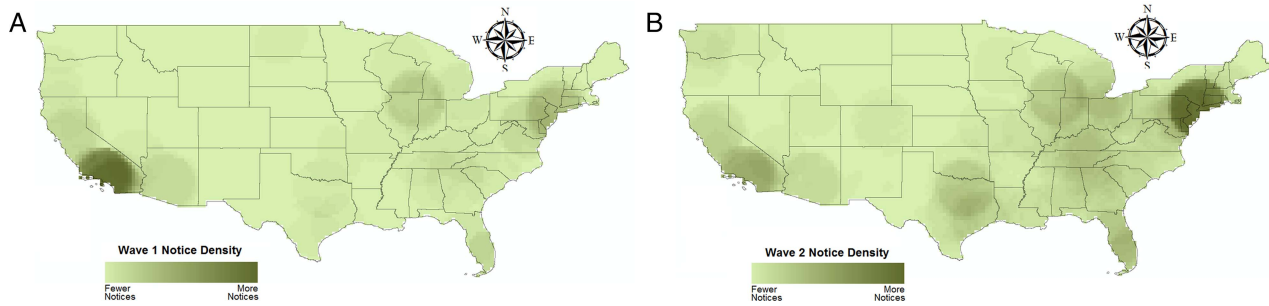 A
N
W
E
S
Wave 1 Notice Density
Fewer
Notices
More
Notices
B
N
W
E
S
Wave 2 Notice Density
Fewer
Notices
More
Notices